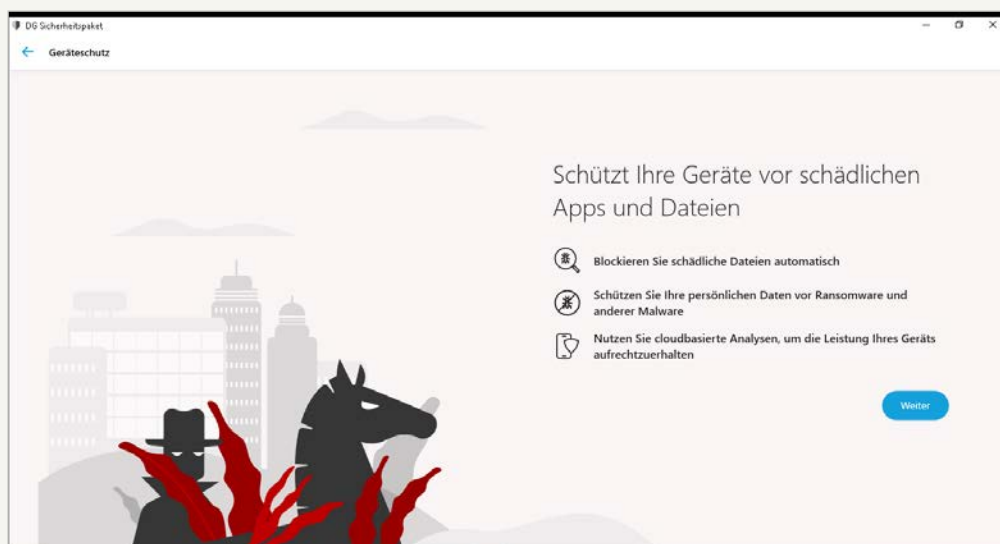 DG Sicherheitspaket
Geräteschutz
Schützt Ihre Geräte vor schädlichen
Apps und Dateien
Blockieren Sie schädliche Dateien automatisch
Schützen Sie Ihre persönlichen Daten vor Ransomware und
anderer Malware
Nutzen Sie cloudbasierte Analysen, um die Leistung Ihres Geräts
aufrechtzuerhalten
Weiter